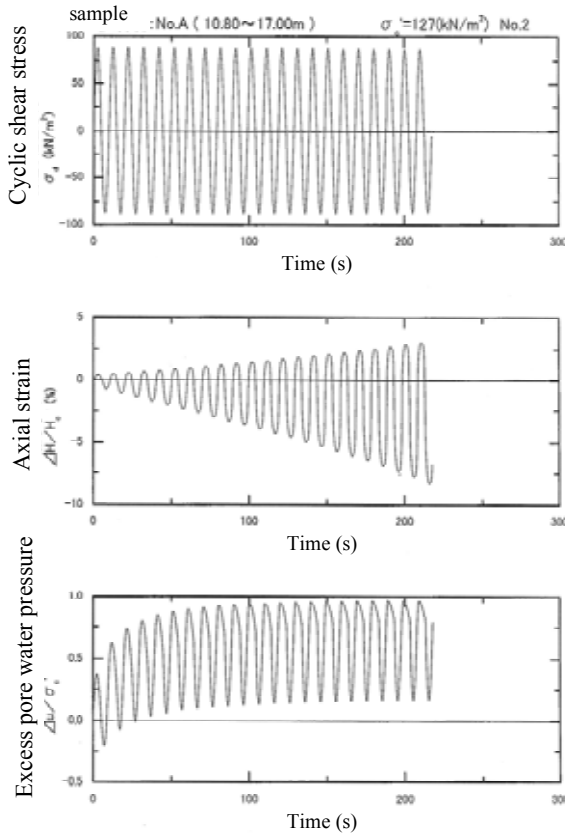 sample
:No.A ( 10.80～17.00m )    σc'=127(kN/m²) No.2
Cyclic shear stress
σd (kN/m²)
100
50
0
-50
-100
0 100 200 300
Time (s)
Axial strain
ΔH/H₀ (%)
5
0
-5
-10
0 100 200 300
Time (s)
Excess pore water pressure
Δu/σc'
1.0
0.5
0.0
-0.5
0 100 200 300
Time (s)